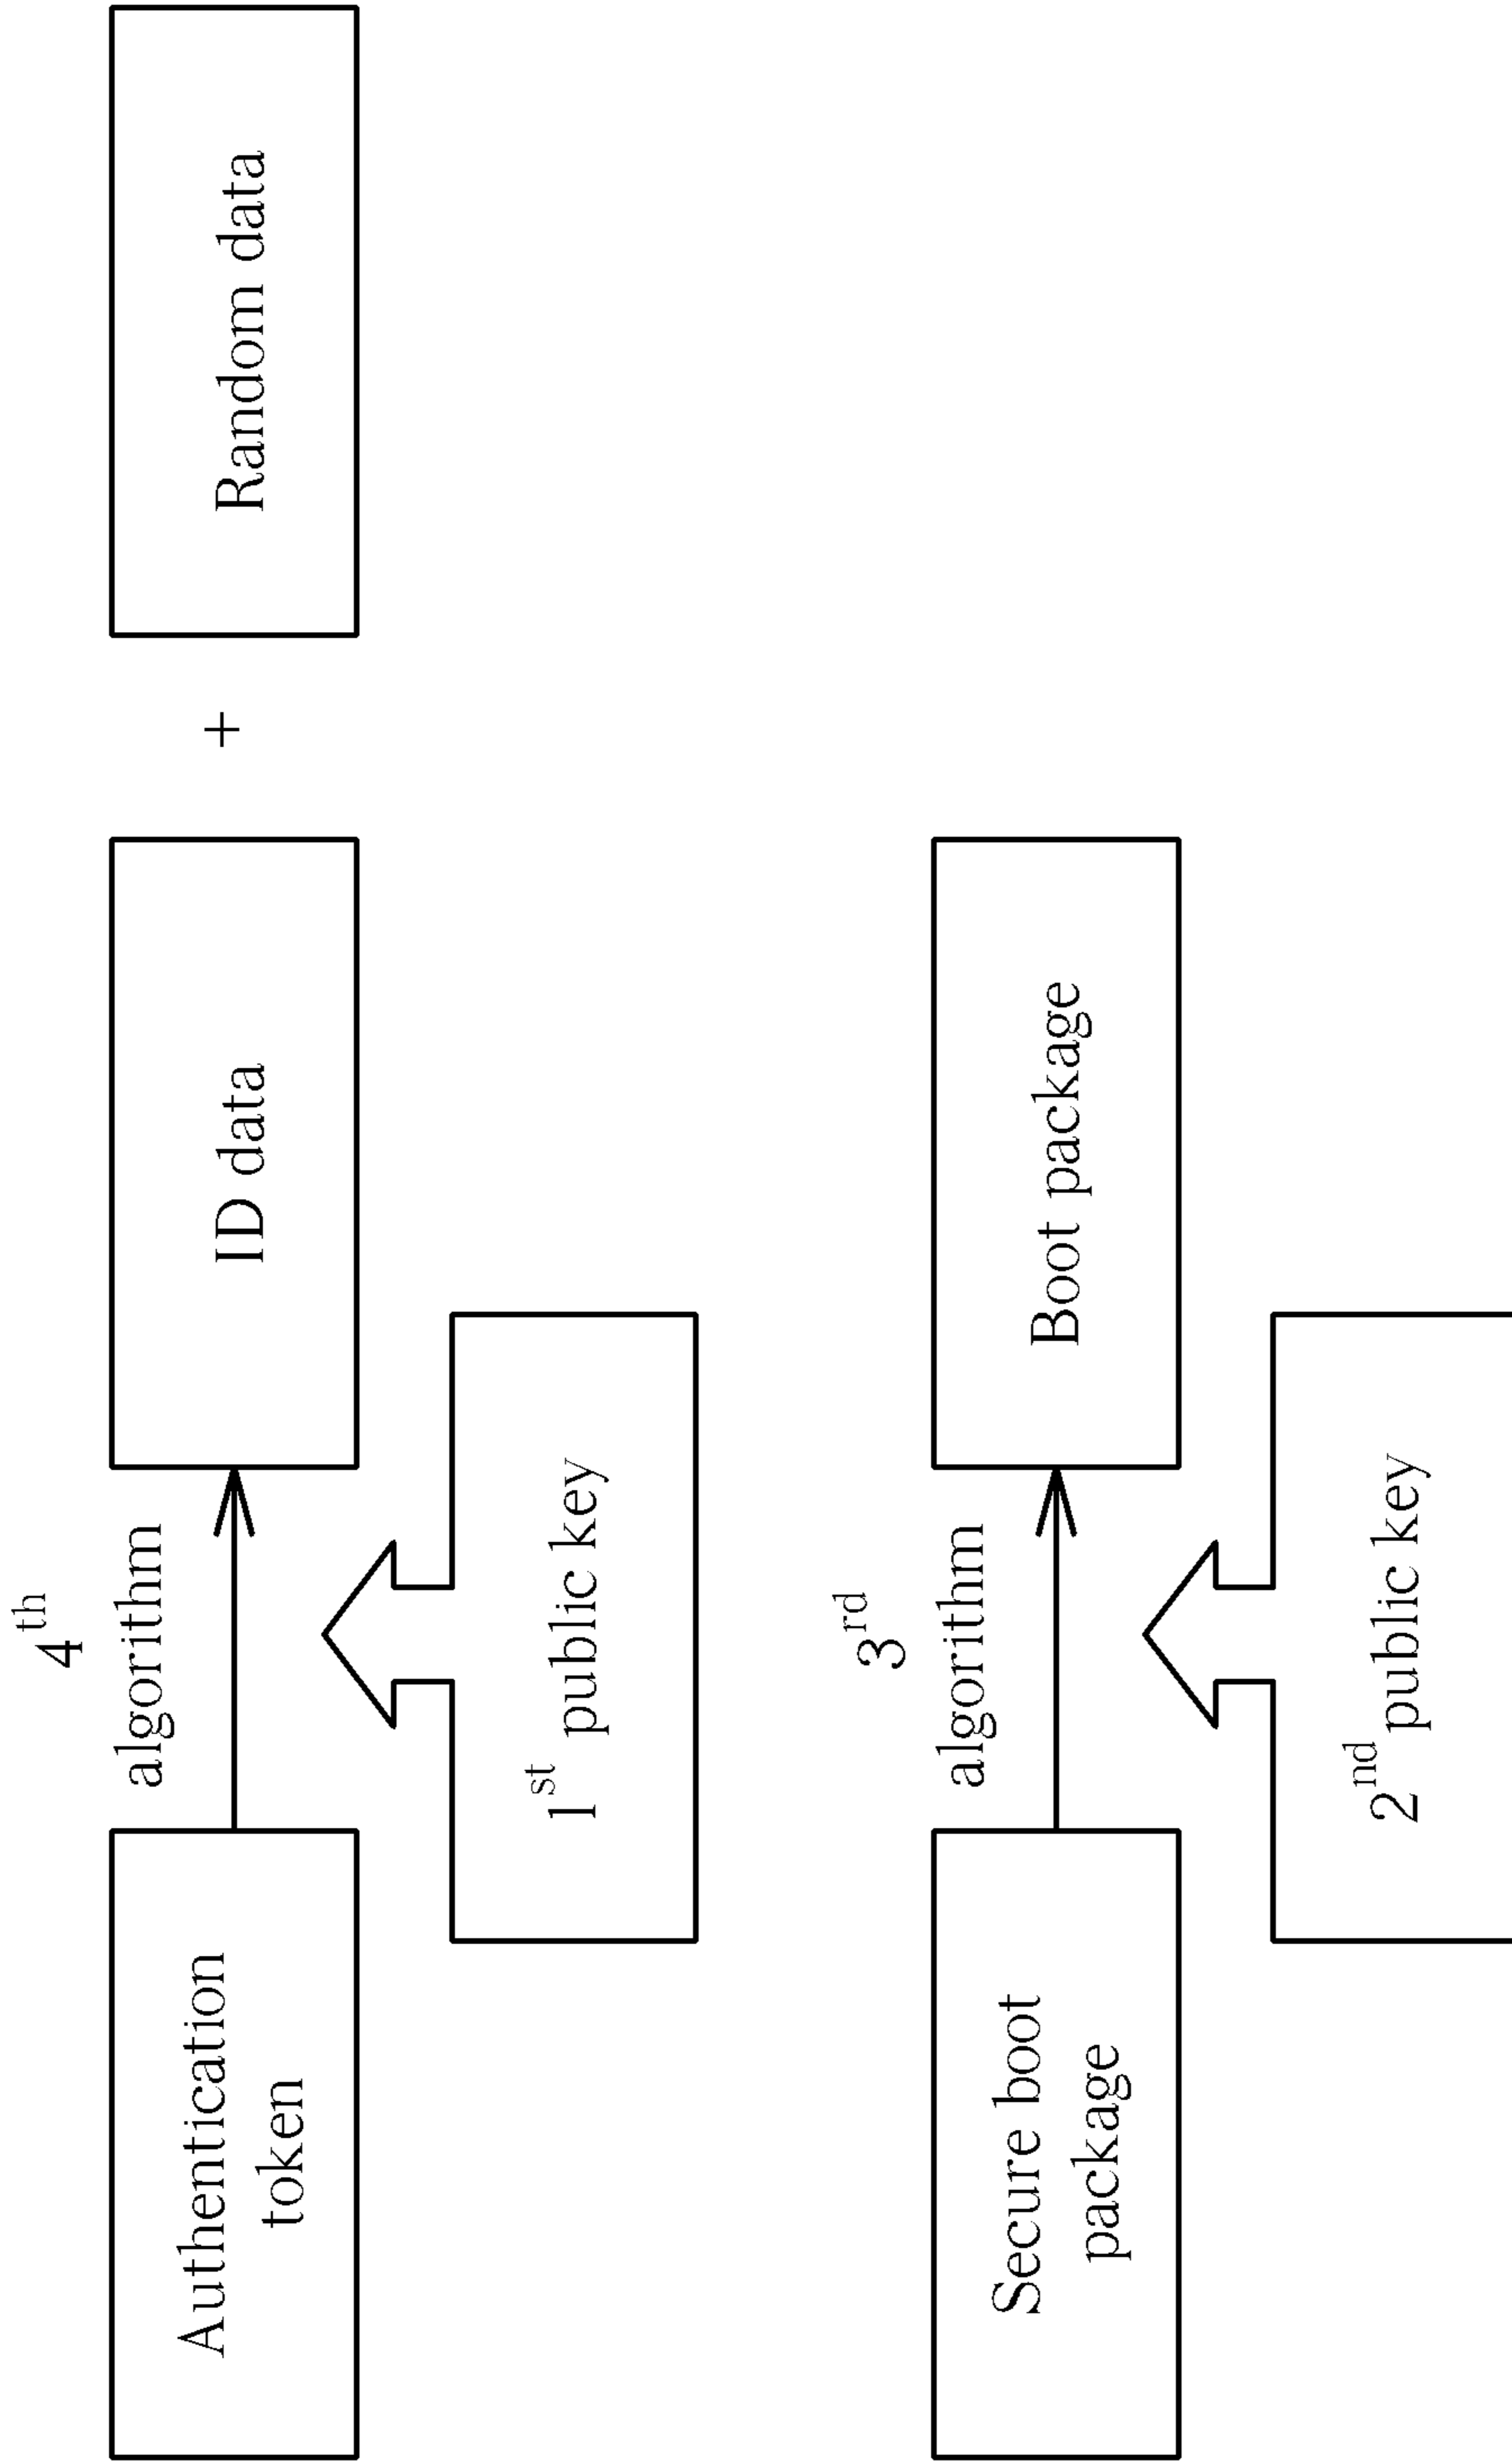 4th
algorithm
Authentication
token
ID data
+
Random data
1st public key
3rd
algorithm
Secure boot
package
Boot package
2nd public key